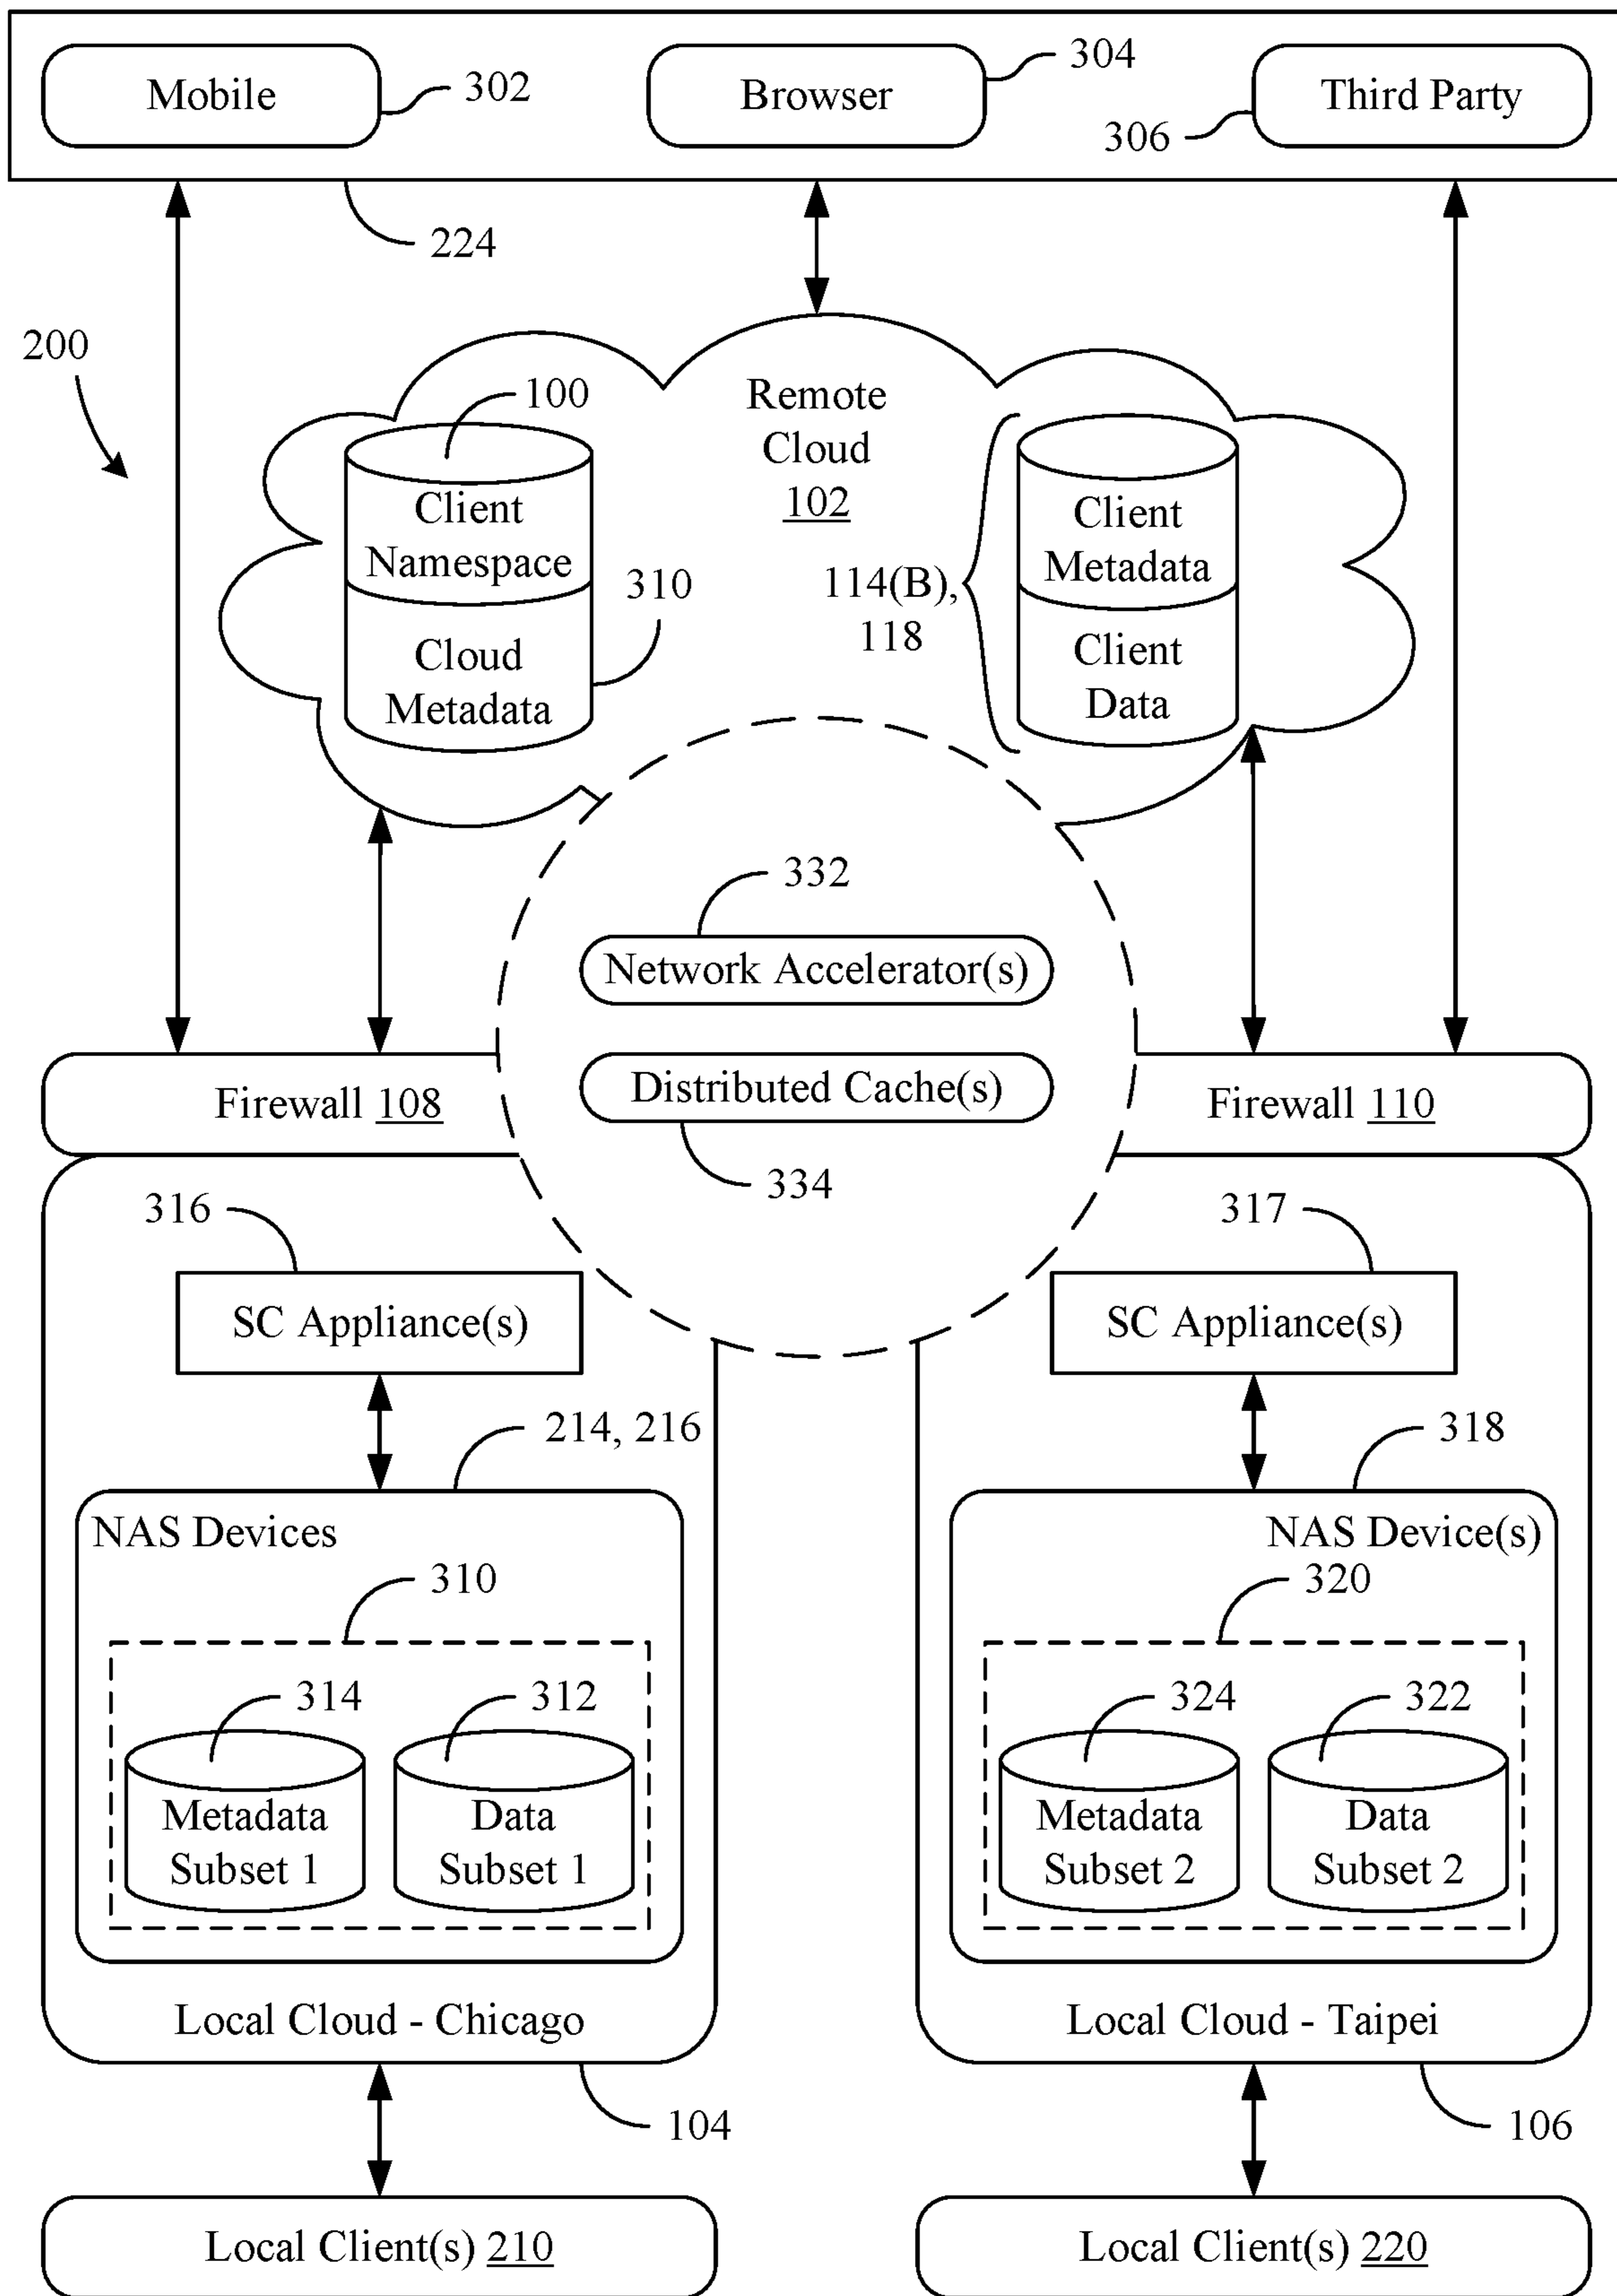 Mobile
302
Browser
304
Third Party
306
224
200
100
Client
Namespace
Cloud
Metadata
310
Remote
Cloud
102
114(B),
118
Client
Metadata
Client
Data
332
Network Accelerator(s)
Distributed Cache(s)
334
Firewall 108
Firewall 110
316
SC Appliance(s)
317
SC Appliance(s)
214, 216
NAS Devices
310
314
Metadata
Subset 1
312
Data
Subset 1
Local Cloud - Chicago
104
318
NAS Device(s)
320
324
Metadata
Subset 2
322
Data
Subset 2
Local Cloud - Taipei
106
Local Client(s) 210
Local Client(s) 220